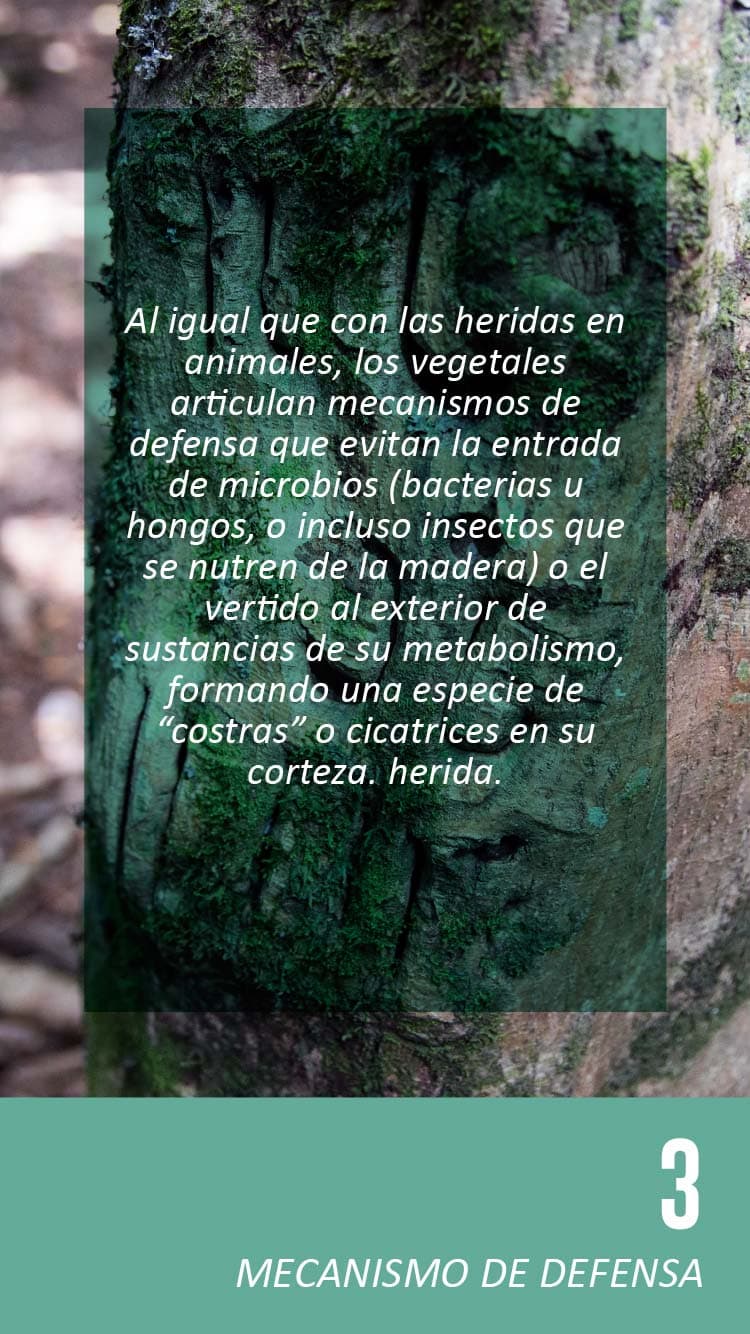 Al igual que con las heridas en
animales, los vegetales
articulan mecanismos de
defensa que evitan la entrada
de microbios (bacterias u
hongos, o incluso insectos que
se nutren de la madera) o el
vertido al exterior de
sustancias de su metabolismo,
formando una especie de
“costras” o cicatrices en su
corteza. herida.
3
MECANISMO DE DEFENSA